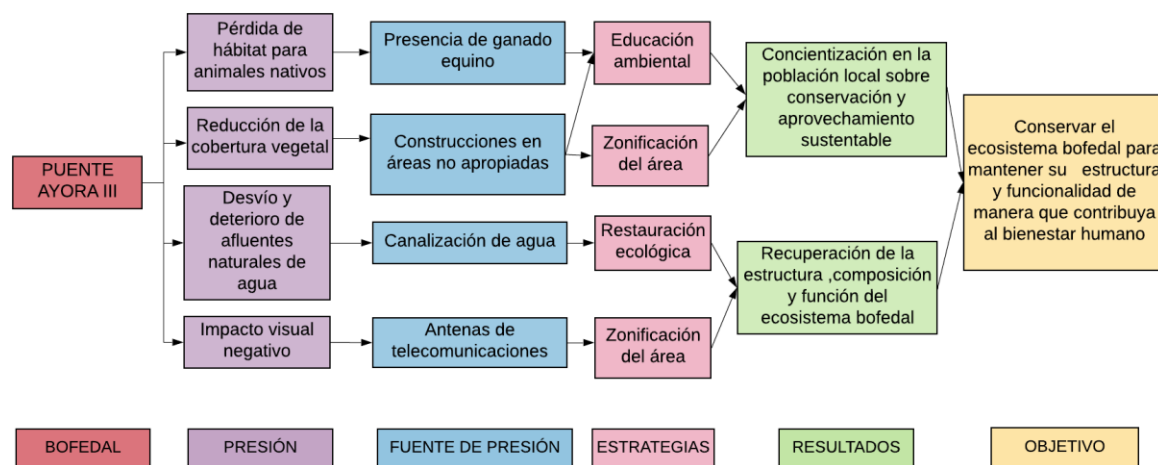 PUENTE
AYORA III
Pérdida de
hábitat para
animales nativos
Reducción de la
cobertura vegetal
Desvío y
deterioro de
afluentes
naturales de
agua
Impacto visual
negativo
Presencia de ganado
equino
Construcciones en
áreas no apropiadas
Canalización de agua
Antenas de
telecomunicaciones
Educación
ambiental
Zonificación
del área
Restauración
ecológica
Zonificación
del área
Concientización en la
población local sobre
conservación y
aprovechamiento
sustentable
Recuperación de la
estructura ,composición
y función del
ecosistema bofedal
Conservar el
ecosistema bofedal para
mantener su estructura
y funcionalidad de
manera que contribuya
al bienestar humano
BOFEDAL
PRESIÓN
FUENTE DE PRESIÓN
ESTRATEGIAS
RESULTADOS
OBJETIVO